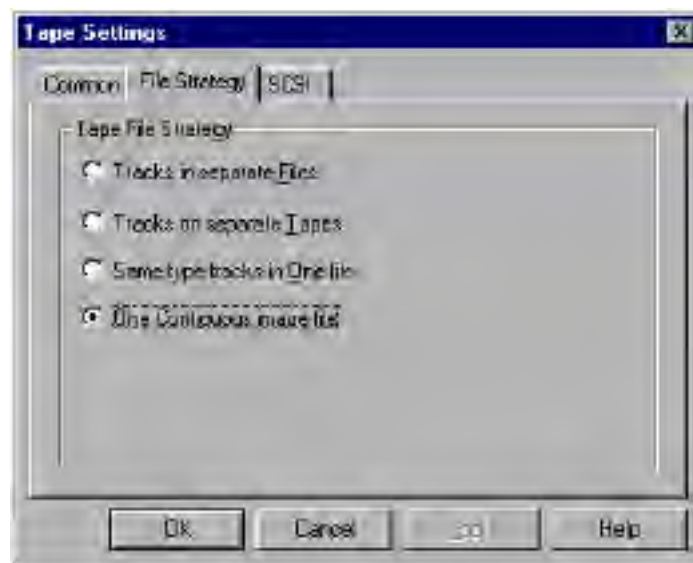 Tape Settings
Common File Strategy SCSI
Tape File Strategy
Tracks in separate Files
Tracks on separate Tapes
Same type tracks in One file
One Contiguous image file
OK Cancel Help